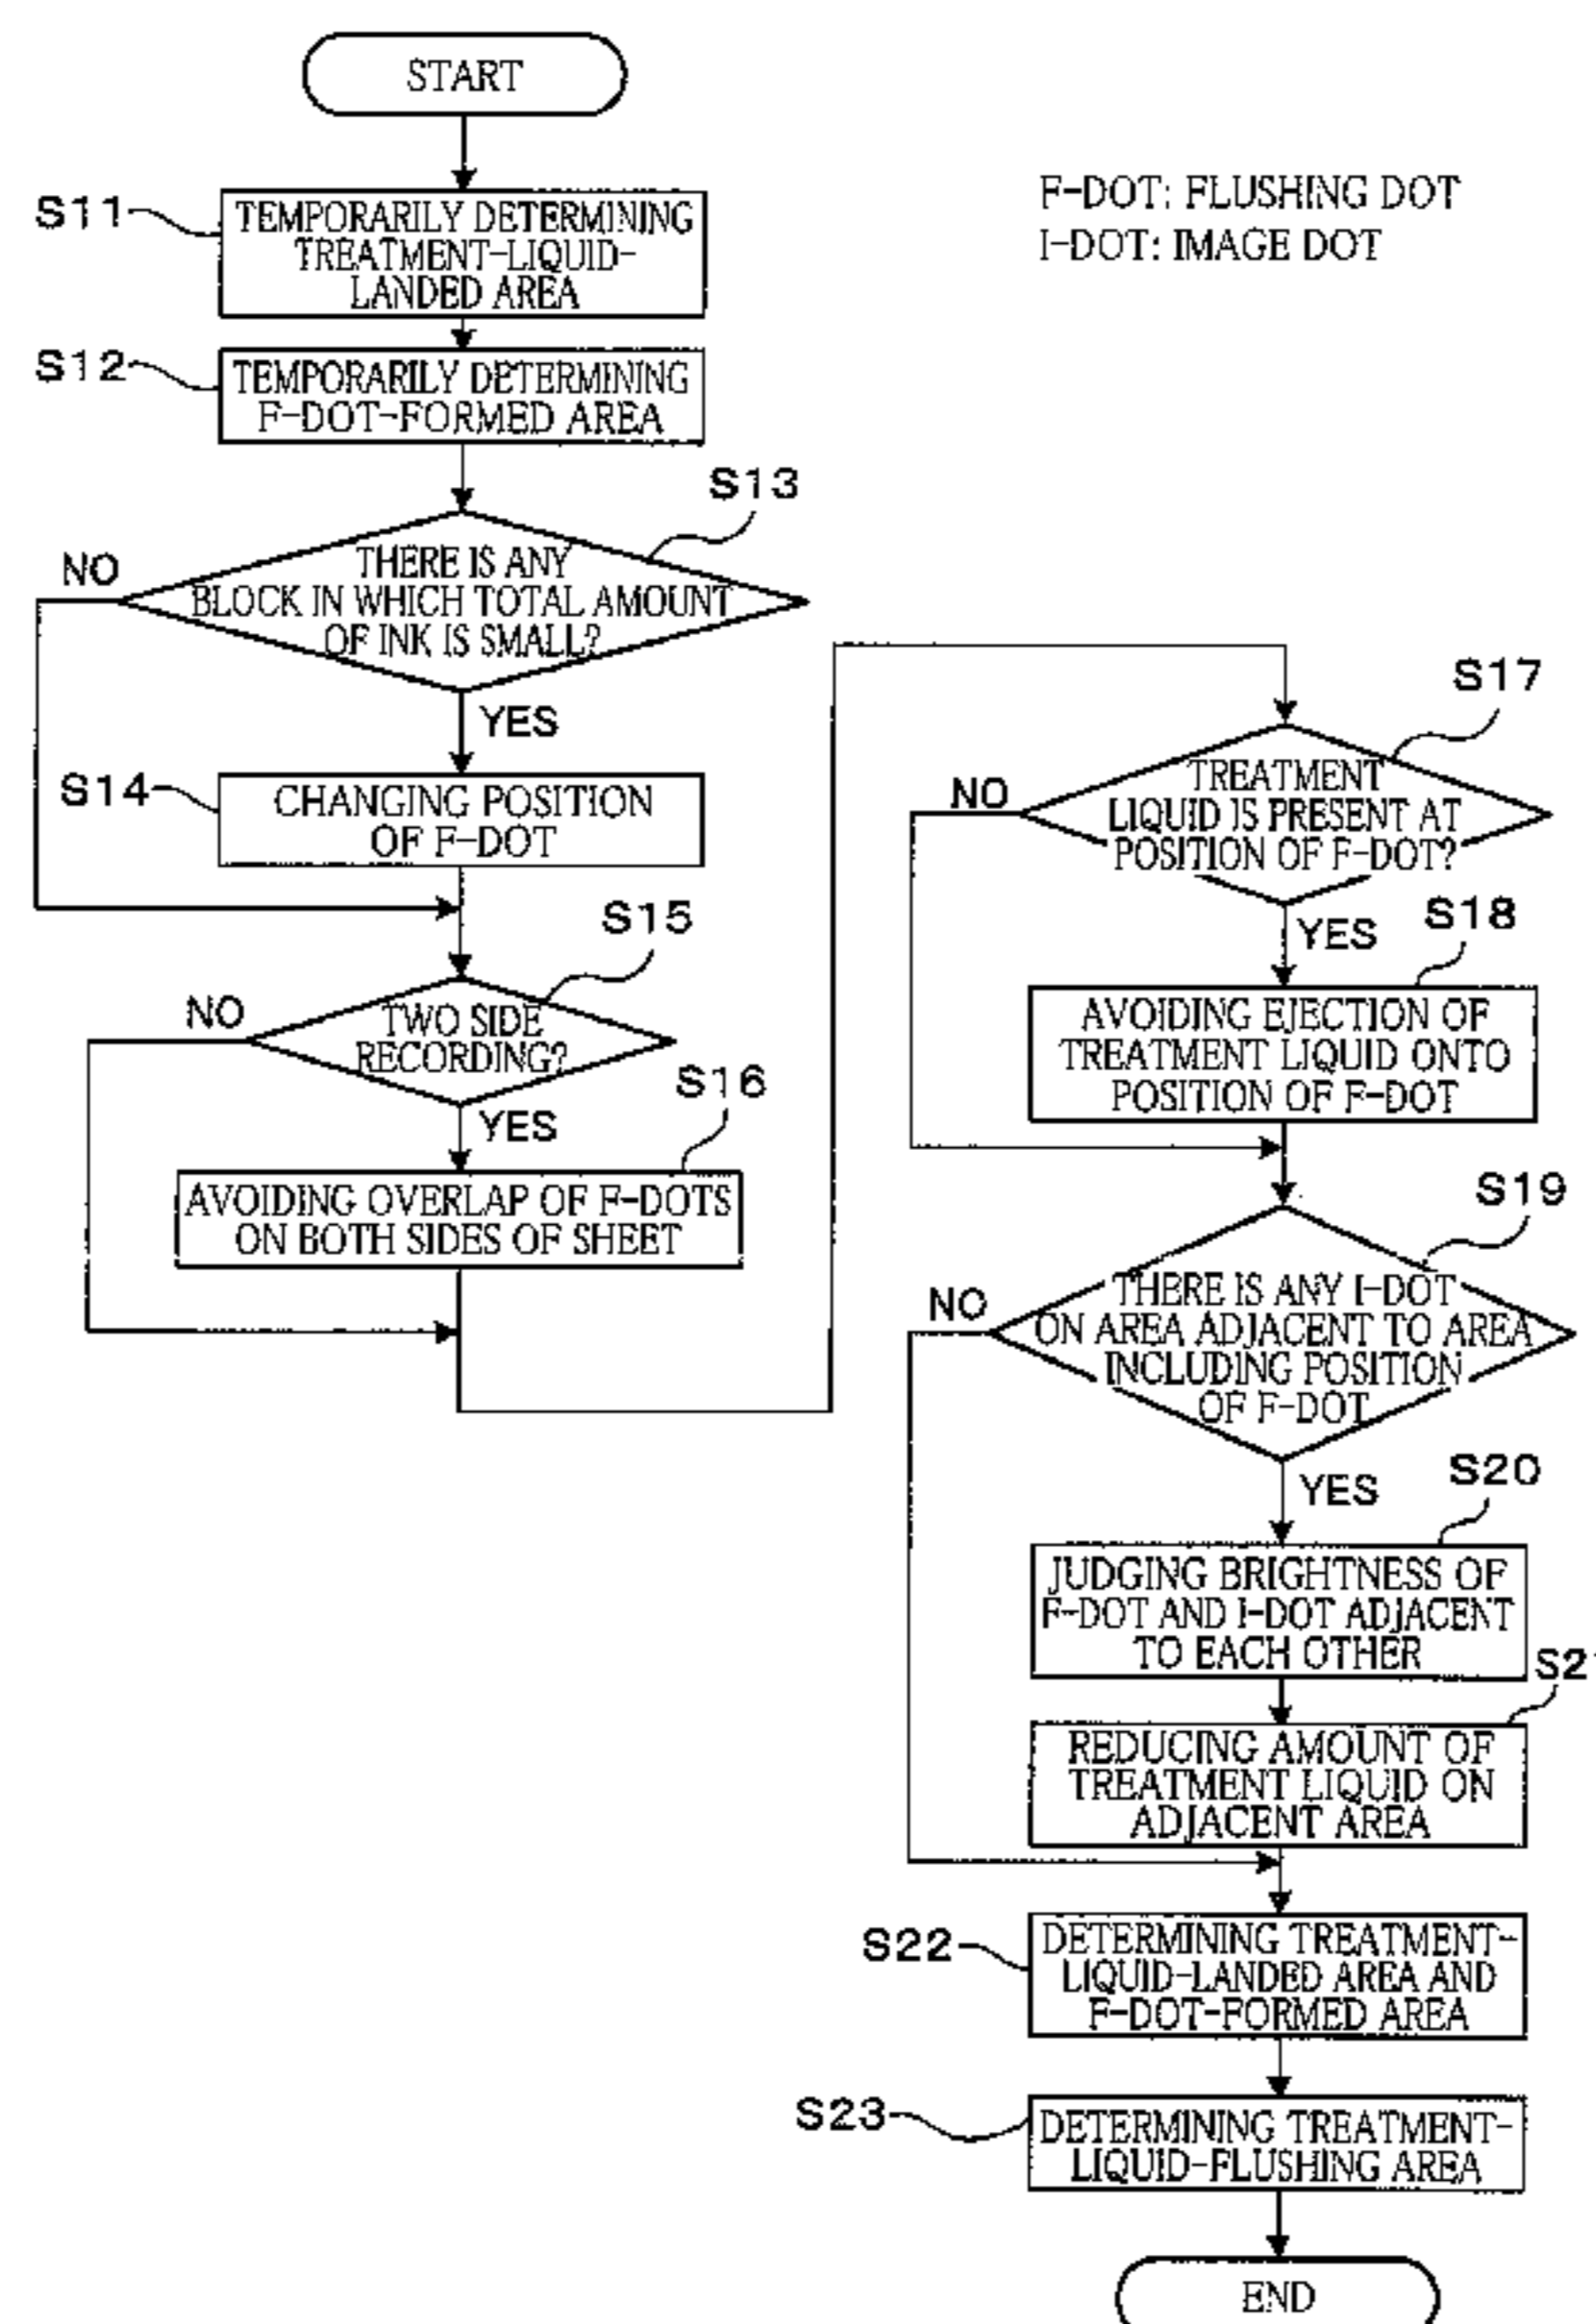 START
F-DOT: FLUSHING DOT
I-DOT: IMAGE DOT
S11
TEMPORARILY DETERMINING
TREATMENT-LIQUID-
LANDED AREA
S12
TEMPORARILY DETERMINING
F-DOT-FORMED AREA
S13
NO
THERE IS ANY
BLOCK IN WHICH TOTAL AMOUNT
OF INK IS SMALL?
YES
S14
CHANGING POSITION
OF F-DOT
S15
NO
TWO SIDE
RECORDING?
YES
S16
AVOIDING OVERLAP OF F-DOTS
ON BOTH SIDES OF SHEET
S17
NO
TREATMENT
LIQUID IS PRESENT AT
POSITION OF F-DOT?
YES
S18
AVOIDING EJECTION OF
TREATMENT LIQUID ONTO
POSITION OF F-DOT
S19
NO
THERE IS ANY I-DOT
ON AREA ADJACENT TO AREA
INCLUDING POSITION
OF F-DOT
YES
S20
JUDGING BRIGHTNESS OF
F-DOT AND I-DOT ADJACENT
TO EACH OTHER
S21
REDUCING AMOUNT OF
TREATMENT LIQUID ON
ADJACENT AREA
S22
DETERMINING TREATMENT-
LIQUID-LANDED AREA AND
F-DOT-FORMED AREA
S23
DETERMINING TREATMENT-
LIQUID-FLUSHING AREA
END